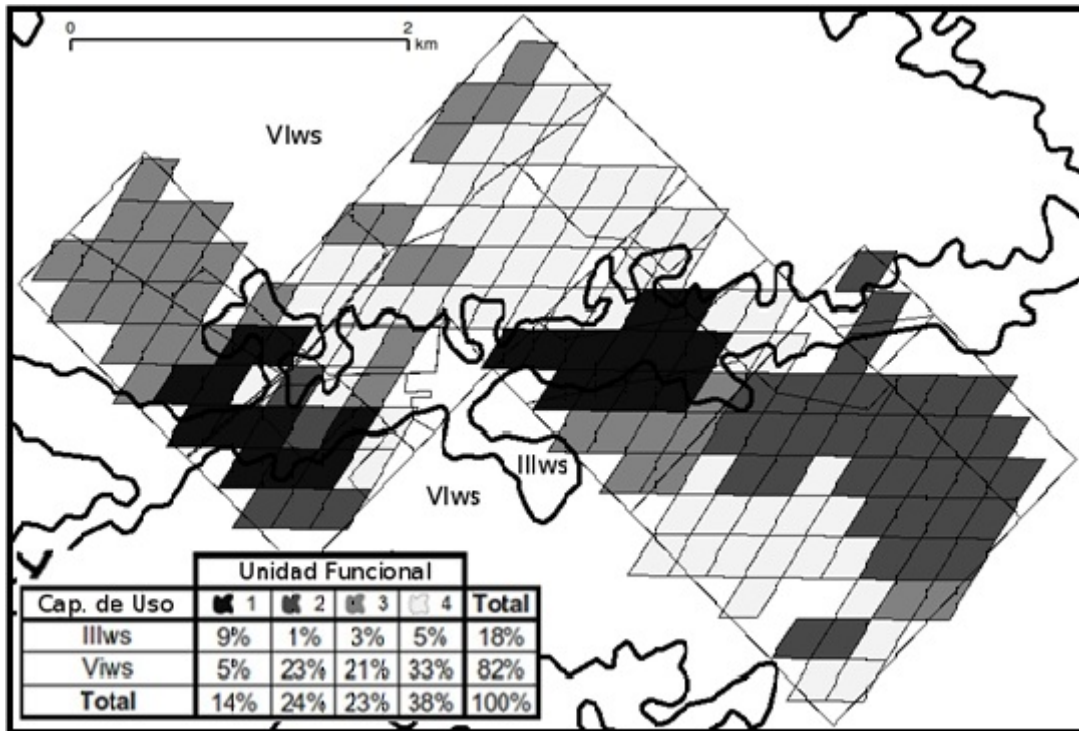 0 2
km
VIws
IIIws
VIws
Unidad Funcional
Cap. de Uso 1 2 3 4 Total
IIIws 9% 1% 3% 5% 18%
Viws 5% 23% 21% 33% 82%
Total 14% 24% 23% 38% 100%